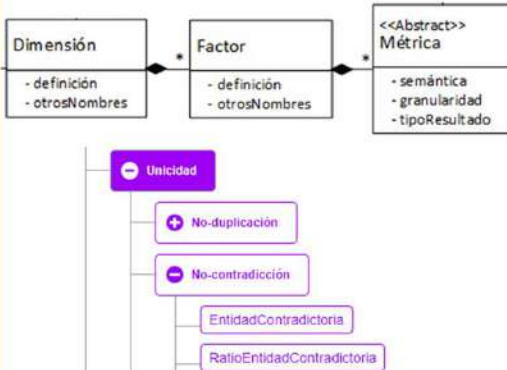 <<Abstract>>
Dimensión
Factor
Métrica
*
*
- definición
- otrosNombres
- definición
- otrosNombres
- semántica
- granularidad
- tipoResultado
Unicidad
No-duplicación
No-contradicción
EntidadContradictoria
RatioEntidadContradictoria